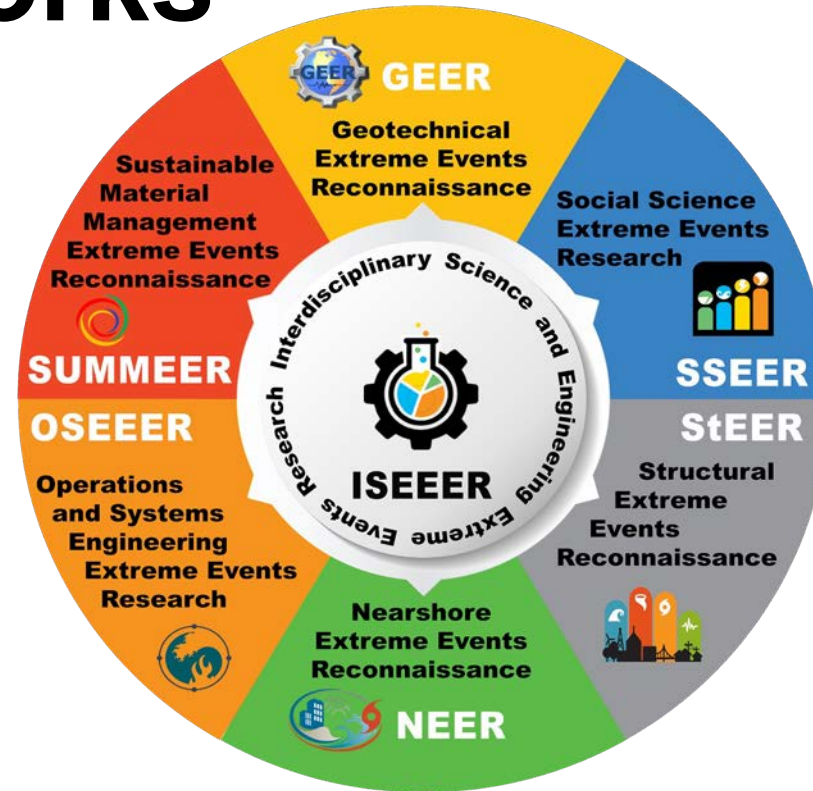 GEER
GEER
Geotechnical
Extreme Events
Reconnaissance
Social Science
Extreme Events
Research
SSEER
StEER
Structural
Extreme
Events
Reconnaissance
Nearshore
Extreme Events
Reconnaissance
NEER
OSEEER
Operations
and Systems
Engineering
Extreme Events
Research
Sustainable
Material
Management
Extreme Events
Reconnaissance
SUMMEER
Interdisciplinary Science and Engineering Extreme Events Research
ISEEER